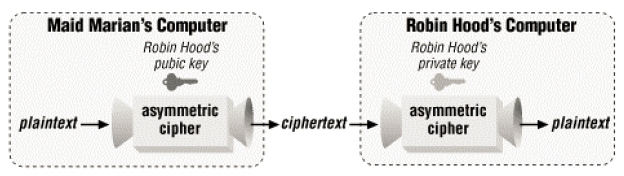 Maid Marian's Computer
Robin Hood's
pubic key
plaintext
asymmetric
cipher
ciphertext
Robin Hood's Computer
Robin Hood's
private key
asymmetric
cipher
plaintext